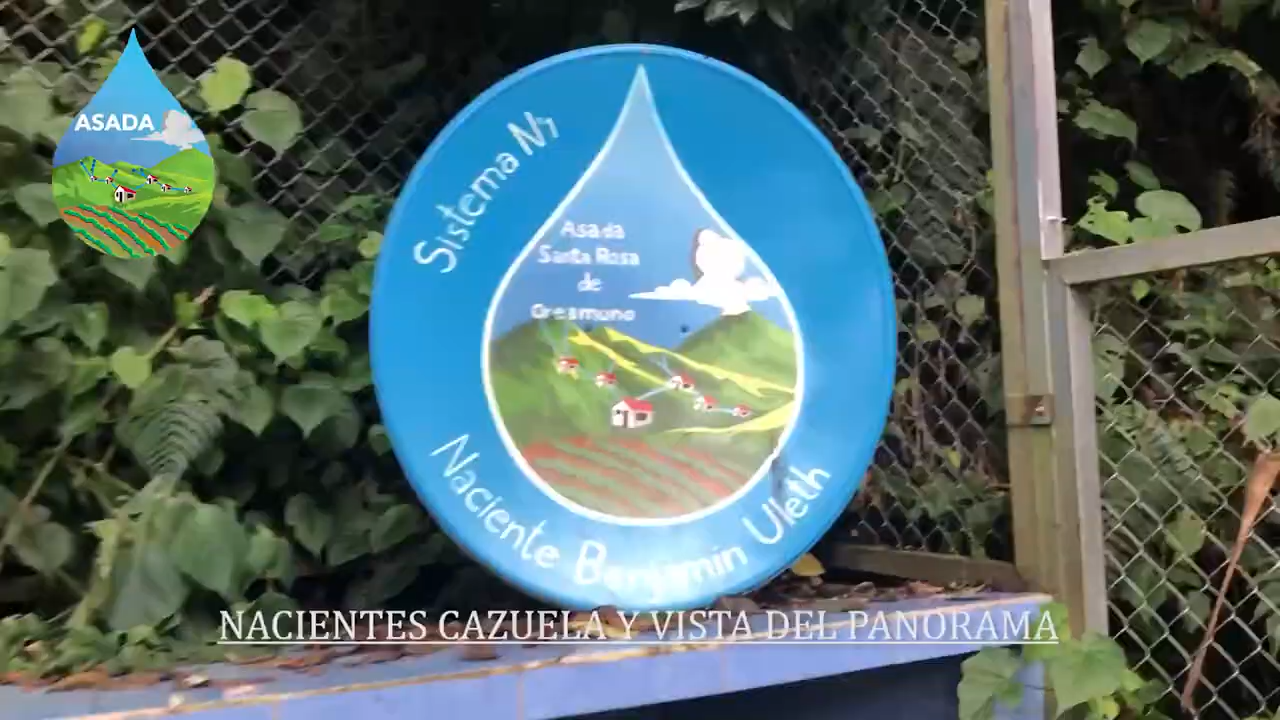 ASADA
Sistema N1
Asada
Santa Rosa
de
Oreamuno
Naciente Benjamin Uleth
NACIENTES CAZUELA Y VISTA DEL PANORAMA